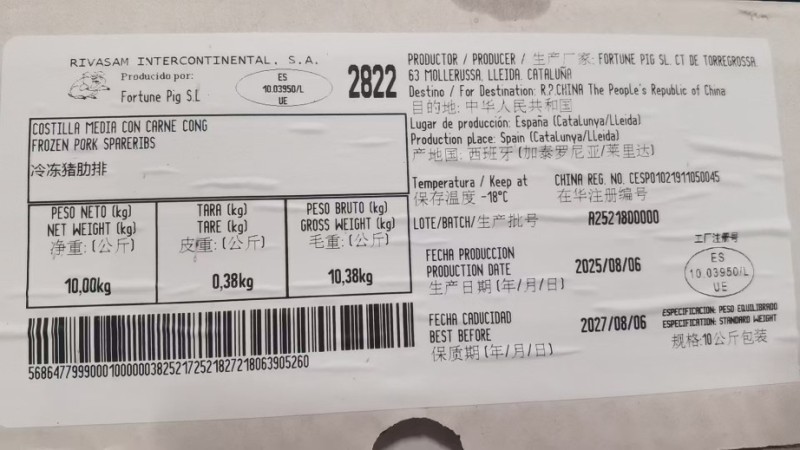 RIVASAM INTERCONTINENTAL, S.A.
Producido por:
Fortune Pig S.L
ES
10.03950/L
UE
2822
PRODUCTOR / PRODUCER / 生产厂家: FORTUNE PIG SL. CT DE TORREGROSSA,
63 MOLLERUSSA, LLEIDA, CATALUÑA
Destino / For Destination: R.P.CHINA The People's Republic of China
目的地: 中华人民共和国
Lugar de producción: España (Catalunya/Lleida)
Production place: Spain (Catalunya/Lleida)
产地国: 西班牙 (加泰罗尼亚/莱里达)
COSTILLA MEDIA CON CARNE CONG
FROZEN PORK SPARERIBS
冷冻猪肋排
Temperatura / Keep at
保存温度 -18°C
CHINA REG. NO. CESP01021911050045
在华注册编号
LOTE/BATCH/生产批号 A2521800000
PESO NETO (kg)
NET WEIGHT (kg)
净重: (公斤)
10,00kg
TARA (kg)
TARE (kg)
皮重: (公斤)
0,38kg
PESO BRUTO (kg)
GROSS WEIGHT (kg)
毛重: (公斤)
10,38kg
FECHA PRODUCCION
PRODUCTION DATE
生产日期 (年/月/日)
2025/08/06
工厂注册号
ES
10.03950/L
UE
FECHA CADUCIDAD
BEST BEFORE
保质期 (年/月/日)
2027/08/06
ESPECIFICACION: PESO EQUILIBRADO
ESPECIFICATION: STANDARD WEIGHT
规格:10公斤包装
5686477999000100000038252172521827218063905260